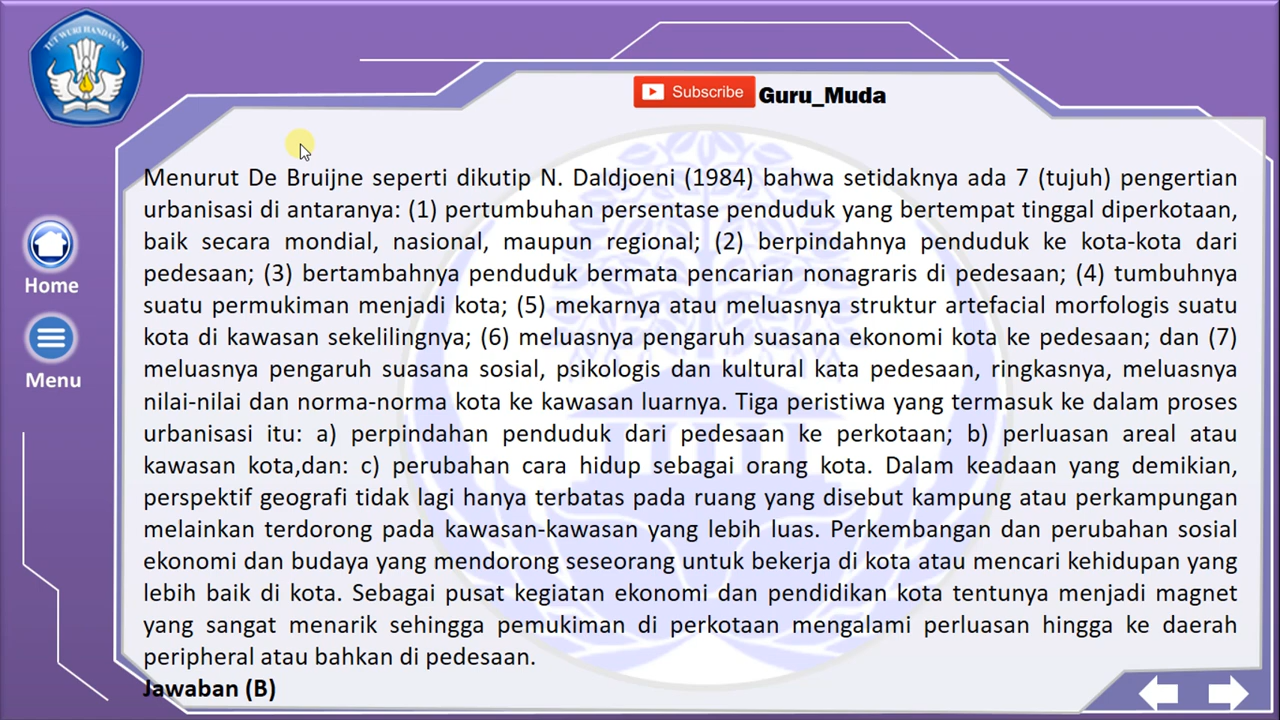 TUT WURI HANDAYANI
Subscribe Guru_Muda
Menurut De Bruijne seperti dikutip N. Daldjoeni (1984) bahwa setidaknya ada 7 (tujuh) pengertian
urbanisasi di antaranya: (1) pertumbuhan persentase penduduk yang bertempat tinggal diperkotaan,
baik secara mondial, nasional, maupun regional; (2) berpindahnya penduduk ke kota-kota dari
pedesaan; (3) bertambahnya penduduk bermata pencarian nonagraris di pedesaan; (4) tumbuhnya
suatu permukiman menjadi kota; (5) mekarnya atau meluasnya struktur artefacial morfologis suatu
kota di kawasan sekelilingnya; (6) meluasnya pengaruh suasana ekonomi kota ke pedesaan; dan (7)
meluasnya pengaruh suasana sosial, psikologis dan kultural kata pedesaan, ringkasnya, meluasnya
nilai-nilai dan norma-norma kota ke kawasan luarnya. Tiga peristiwa yang termasuk ke dalam proses
urbanisasi itu: a) perpindahan penduduk dari pedesaan ke perkotaan; b) perluasan areal atau
kawasan kota,dan: c) perubahan cara hidup sebagai orang kota. Dalam keadaan yang demikian,
perspektif geografi tidak lagi hanya terbatas pada ruang yang disebut kampung atau perkampungan
melainkan terdorong pada kawasan-kawasan yang lebih luas. Perkembangan dan perubahan sosial
ekonomi dan budaya yang mendorong seseorang untuk bekerja di kota atau mencari kehidupan yang
lebih baik di kota. Sebagai pusat kegiatan ekonomi dan pendidikan kota tentunya menjadi magnet
yang sangat menarik sehingga pemukiman di perkotaan mengalami perluasan hingga ke daerah
peripheral atau bahkan di pedesaan.
Jawaban (B)
Home
Menu